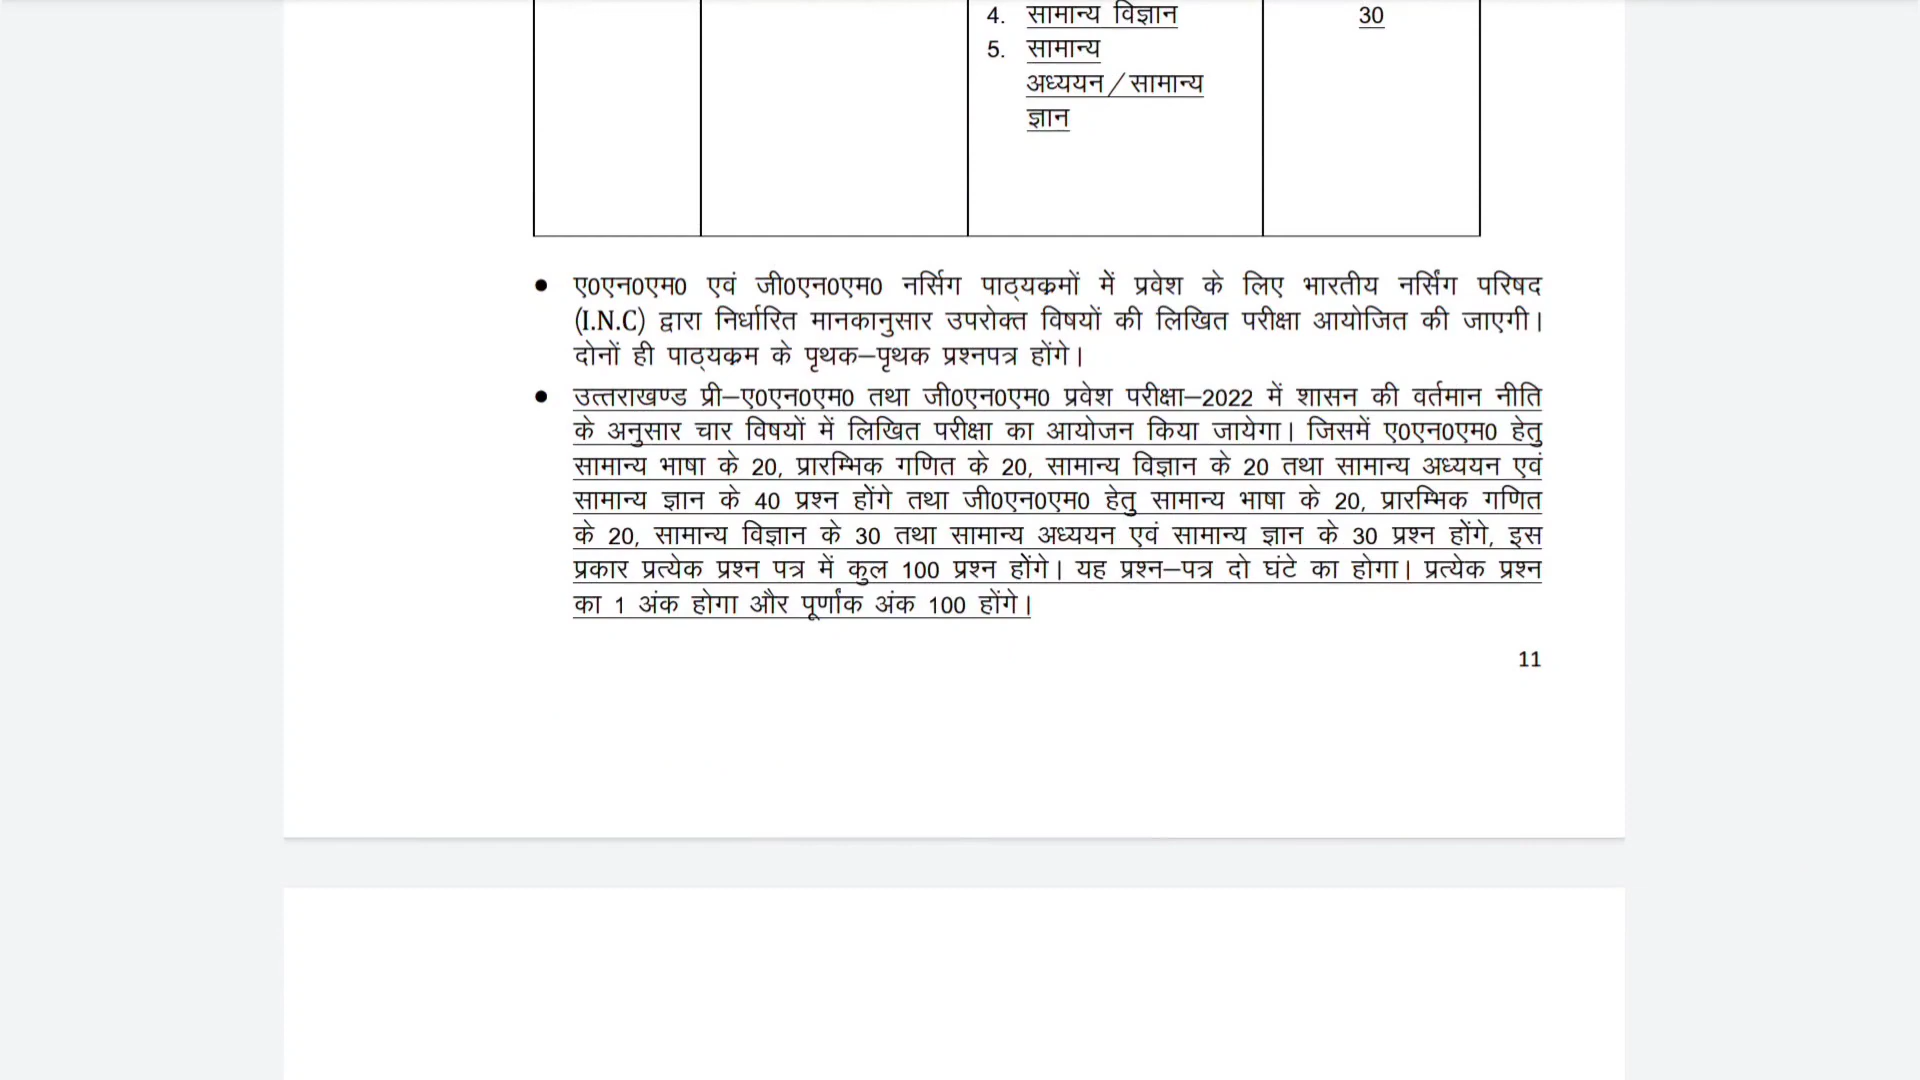 4. सामान्य विज्ञान 30
5. सामान्य
अध्ययन/सामान्य
ज्ञान
• ए0एन0एम0 एवं जी0एन0एम0 नर्सिग पाठ्यक्रमों में प्रवेश के लिए भारतीय नर्सिंग परिषद
(I.N.C) द्वारा निर्धारित मानकानुसार उपरोक्त विषयों की लिखित परीक्षा आयोजित की जाएगी।
दोनों ही पाठ्यक्रम के पृथक–पृथक प्रश्नपत्र होंगे।
• उत्तराखण्ड प्री–ए0एन0एम0 तथा जी0एन0एम0 प्रवेश परीक्षा–2022 में शासन की वर्तमान नीति
के अनुसार चार विषयों में लिखित परीक्षा का आयोजन किया जायेगा। जिसमें ए0एन0एम0 हेतु
सामान्य भाषा के 20, प्रारम्भिक गणित के 20, सामान्य विज्ञान के 20 तथा सामान्य अध्ययन एवं
सामान्य ज्ञान के 40 प्रश्न होंगे तथा जी0एन0एम0 हेतु सामान्य भाषा के 20, प्रारम्भिक गणित
के 20, सामान्य विज्ञान के 30 तथा सामान्य अध्ययन एवं सामान्य ज्ञान के 30 प्रश्न होंगे, इस
प्रकार प्रत्येक प्रश्न पत्र में कुल 100 प्रश्न होंगे। यह प्रश्न–पत्र दो घंटे का होगा। प्रत्येक प्रश्न
का 1 अंक होगा और पूर्णांक अंक 100 होंगे।
11